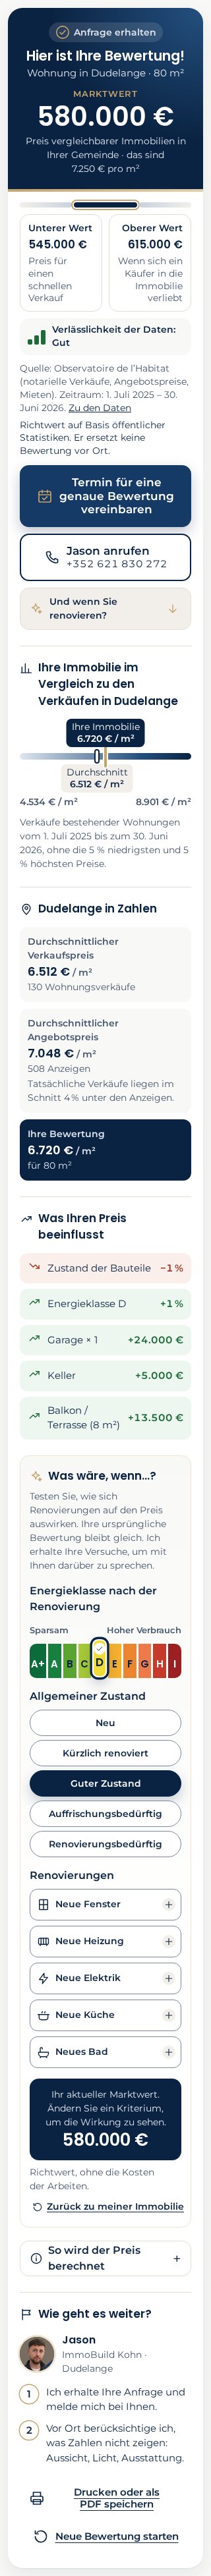 Anfrage erhalten
Hier ist Ihre Bewertung!
Wohnung in Dudelange · 80 m²
MARKTWERT
580.000 €
Preis vergleichbarer Immobilien in
Ihrer Gemeinde · das sind
7.250 € pro m²
Unterer Wert
545.000 €
Preis für
einen
schnellen
Verkauf
Oberer Wert
615.000 €
Wenn sich ein
Käufer in die
Immobilie
verliebt
Verlässlichkeit der Daten:
Gut
Quelle: Observatoire de l'Habitat
(notarielle Verkäufe, Angebotspreise,
Mieten). Zeitraum: 1. Juli 2025 – 30.
Juni 2026. Zu den Daten
Richtwert auf Basis öffentlicher
Statistiken. Er ersetzt keine
Bewertung vor Ort.
Termin für eine
genaue Bewertung
vereinbaren
Jason anrufen
+352 621 830 272
Und wenn Sie
renovieren?
Ihre Immobilie im
Vergleich zu den
Verkäufen in Dudelange
Ihre Immobilie
6.720 € / m²
Durchschnitt
6.512 € / m²
4.534 € / m²
8.901 € / m²
Verkäufe bestehender Wohnungen
vom 1. Juli 2025 bis zum 30. Juni
2026, ohne die 5 % niedrigsten und 5
% höchsten Preise.
Dudelange in Zahlen
Durchschnittlicher
Verkaufspreis
6.512 € / m²
130 Wohnungsverkäufe
Durchschnittlicher
Angebotspreis
7.048 € / m²
508 Anzeigen
Tatsächliche Verkäufe liegen im
Schnitt 4 % unter den Anzeigen.
Ihre Bewertung
6.720 € / m²
für 80 m²
Was Ihren Preis
beeinflusst
Zustand der Bauteile −1 %
Energieklasse D +1 %
Garage × 1 +24.000 €
Keller +5.000 €
Balkon /
Terrasse (8 m²) +13.500 €
Was wäre, wenn...?
Testen Sie, wie sich
Renovierungen auf den Preis
auswirken. Ihre ursprüngliche
Bewertung bleibt gleich. Ich
erhalte Ihre Versuche, um mit
Ihnen darüber zu sprechen.
Energieklasse nach der
Renovierung
Sparsam
Hoher Verbrauch
A+ A B C D E F G H I
Allgemeiner Zustand
Neu
Kürzlich renoviert
Guter Zustand
Auffrischungsbedürftig
Renovierungsbedürftig
Renovierungen
Neue Fenster
Neue Heizung
Neue Elektrik
Neue Küche
Neues Bad
Ihr aktueller Marktwert.
Ändern Sie ein Kriterium,
um die Wirkung zu sehen.
580.000 €
Richtwert, ohne die Kosten
der Arbeiten.
Zurück zu meiner Immobilie
So wird der Preis
berechnet
Wie geht es weiter?
Jason
ImmoBuild Kohn ·
Dudelange
1 Ich erhalte Ihre Anfrage und
melde mich bei Ihnen.
2 Vor Ort berücksichtige ich,
was Zahlen nicht zeigen:
Aussicht, Licht, Ausstattung.
Drucken oder als
PDF speichern
Neue Bewertung starten